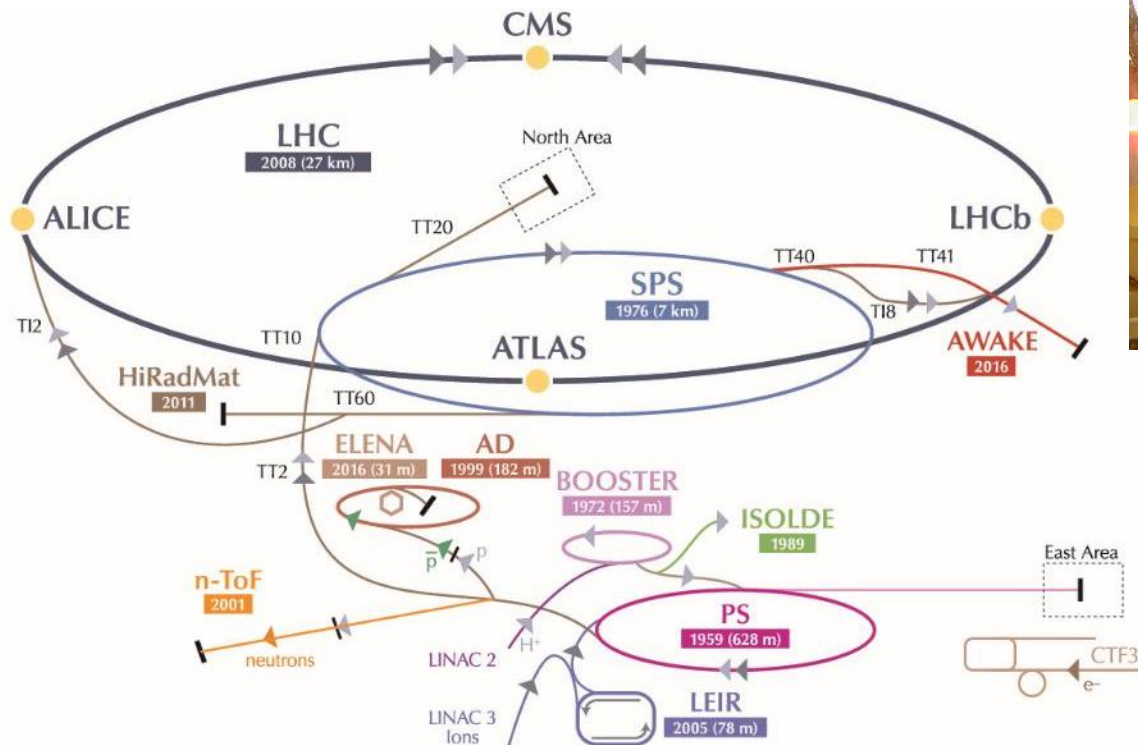 CMS
LHC
2008 (27 km)
North Area
ALICE
TT20
LHCb
TT40
TT41
SPS
1976 (7 km)
TI2
TT10
TI8
ATLAS
AWAKE
2016
HiRadMat
2011
TT60
ELENA
2016 (31 m)
AD
1999 (182 m)
TT2
BOOSTER
1972 (157 m)
ISOLDE
1989
p̅
p
East Area
n-ToF
2001
PS
1959 (628 m)
neutrons
LINAC 2
H⁺
CTF3
e–
LEIR
2005 (78 m)
LINAC 3
Ions